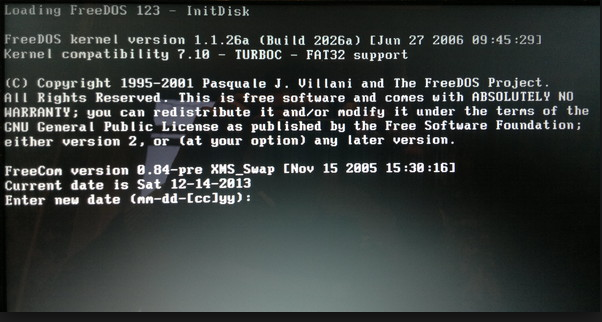 Loading FreeDOS 123 - InitDisk
FreeDOS kernel version 1.1.26a (Build 2026a) [Jun 27 2006 09:45:29]
Kernel compatibility 7.10 - TURBOC - FAT32 support
(C) Copyright 1995-2001 Pasquale J. Villani and The FreeDOS Project.
All Rights Reserved. This is free software and comes with ABSOLUTELY NO
WARRANTY; you can redistribute it and/or modify it under the terms of the
GNU General Public License as published by the Free Software Foundation;
either version 2, or (at your option) any later version.
FreeCom version 0.84-pre XMS_Swap [Nov 15 2005 15:30:16]
Current date is Sat 12-14-2013
Enter new date (mm-dd-[cc]yy):